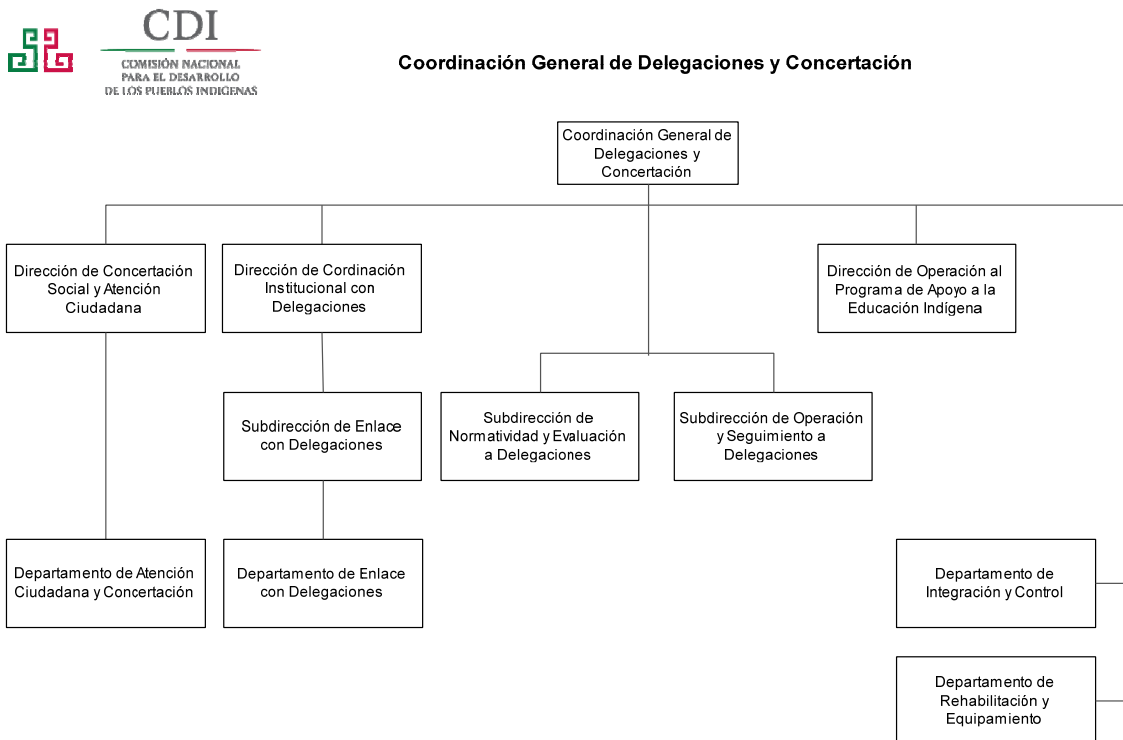 CDI
COMISIÓN NACIONAL
PARA EL DESARROLLO
DE LOS PUEBLOS INDÍGENAS
Coordinación General de Delegaciones y Concertación
Coordinación General de
Delegaciones y
Concertación
Dirección de Concertación
Social y Atención
Ciudadana
Dirección de Cordinación
Institucional con
Delegaciones
Dirección de Operación al
Programa de Apoyo a la
Educación Indígena
Subdirección de Enlace
con Delegaciones
Subdirección de
Normatividad y Evaluación
a Delegaciones
Subdirección de Operación
y Seguimiento a
Delegaciones
Departamento de Atención
Ciudadana y Concertación
Departamento de Enlace
con Delegaciones
Departamento de
Integración y Control
Departamento de
Rehabilitación y
Equipamiento